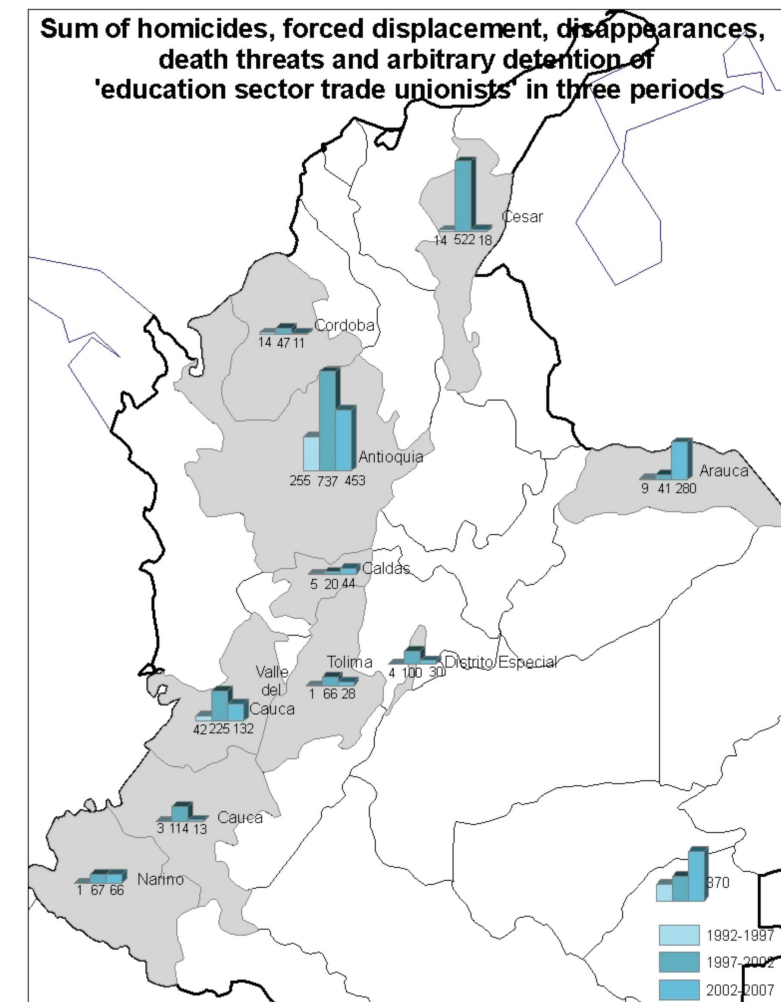 Sum of homicides, forced displacement, disappearances,
death threats and arbitrary detention of
'education sector trade unionists' in three periods
Cesar
14 522 18
Cordoba
14 47 11
Antioquia
255 737 453
Arauca
9 41 280
Caldas
5 20 44
Tolima
1 66 28
Distrito Especial
4 100 30
Valle
del
Cauca
42 225 132
Cauca
3 114 13
Narino
1 67 66
370
1992-1997
1997-2002
2002-2007